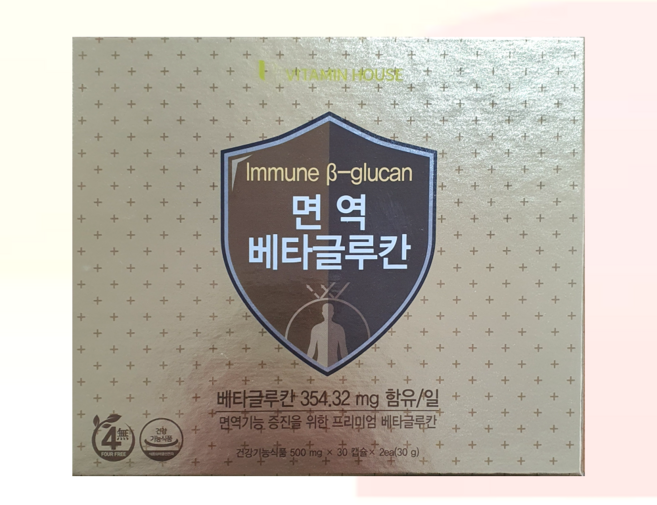 VITAMIN HOUSE
Immune β-glucan
면역
베타글루칸
베타글루칸 354.32 mg 함유/일
면역기능 증진을 위한 프리미엄 베타글루칸
4無
FOUR FREE
건강
기능식품
건강기능식품 500 mg × 30 캡슐× 2ea(30 g)